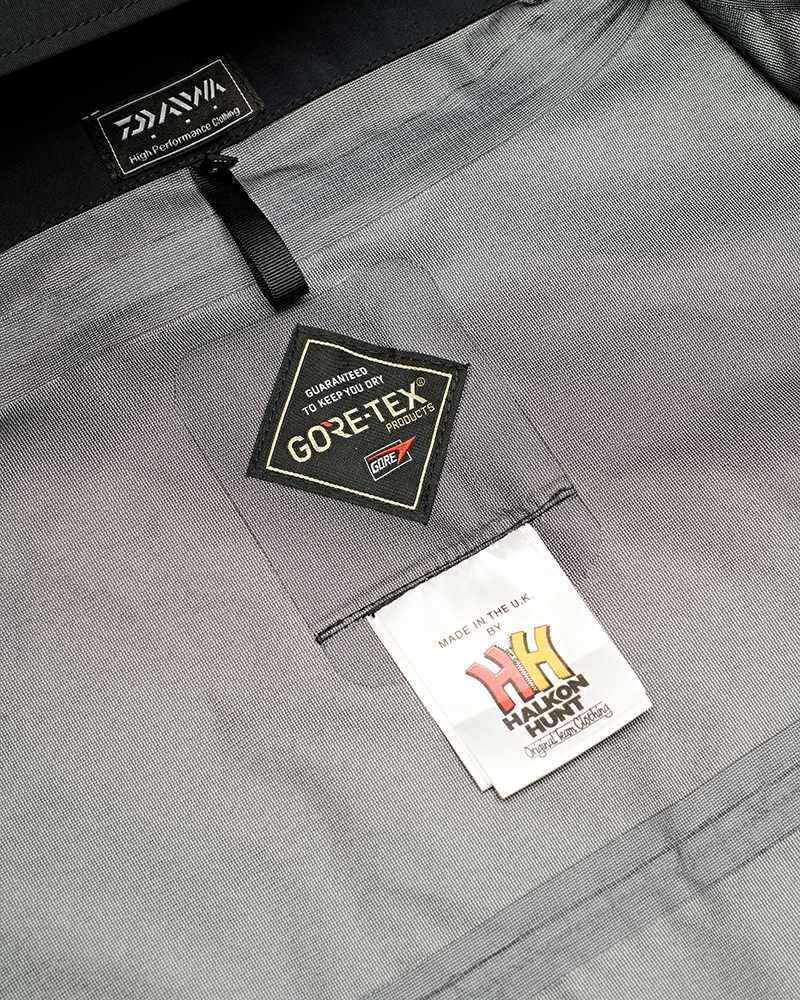 DAIWA
High Performance Clothing
GUARANTEED
TO KEEP YOU DRY
GORE-TEX®
PRODUCTS
GORE
MADE IN THE U.K.
BY
HH
HALKON
HUNT
Original Team Clothing